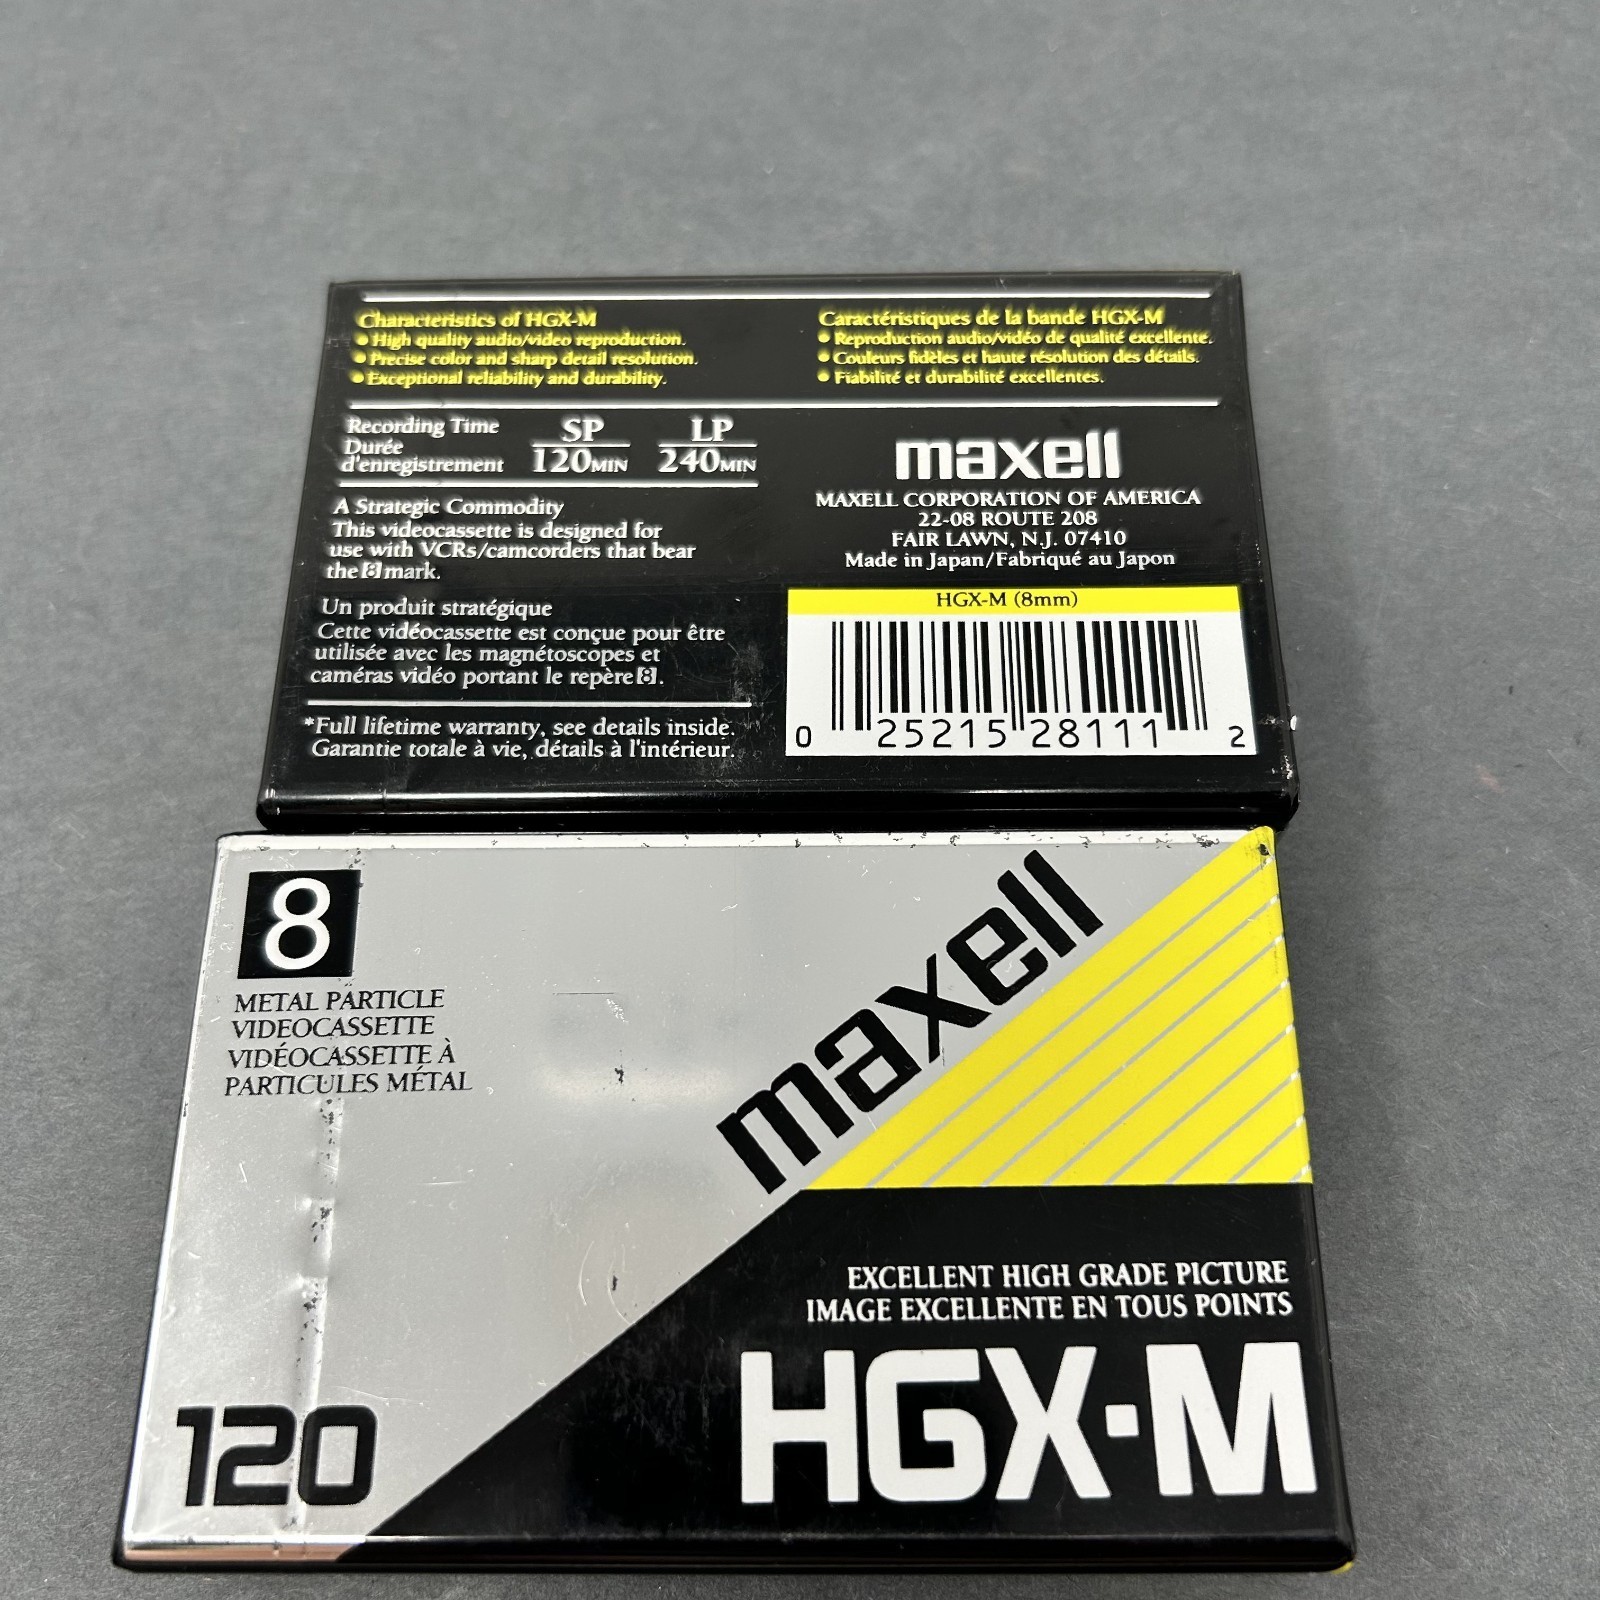 Characteristics of HGX-M
• High quality audio/video reproduction.
• Precise color and sharp detail resolution.
• Exceptional reliability and durability.
Caractéristiques de la bande HGX-M
• Reproduction audio/vidéo de qualité excellente.
• Couleurs fidèles et haute résolution des détails.
• Fiabilité et durabilité excellentes.
Recording Time
Durée
d'enregistrement
SP
120MIN
LP
240MIN
A Strategic Commodity
This videocassette is designed for
use with VCRs/camcorders that bear
the 8 mark.
Un produit stratégique
Cette vidéocassette est conçue pour être
utilisée avec les magnétoscopes et
caméras vidéo portant le repère 8.
*Full lifetime warranty, see details inside.
Garantie totale à vie, détails à l'intérieur.
maxell
MAXELL CORPORATION OF AMERICA
22-08 ROUTE 208
FAIR LAWN, N.J. 07410
Made in Japan/Fabriqué au Japon
HGX-M (8mm)
0 25215 28111 2
8
METAL PARTICLE
VIDEOCASSETTE
VIDÉOCASSETTE À
PARTICULES MÉTAL
maxell
EXCELLENT HIGH GRADE PICTURE
IMAGE EXCELLENTE EN TOUS POINTS
HGX·M
120